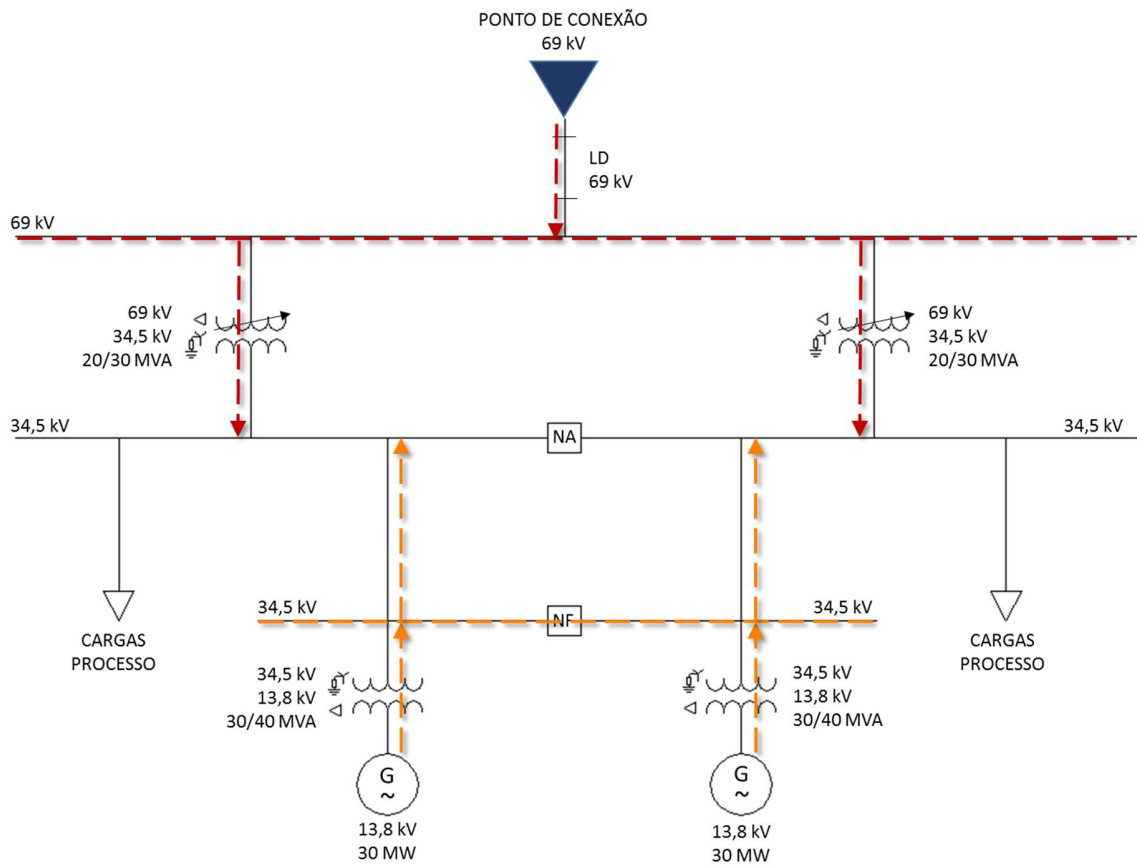 PONTO DE CONEXÃO
69 kV
LD
69 kV
69 kV
69 kV
34,5 kV
20/30 MVA
69 kV
34,5 kV
20/30 MVA
34,5 kV
NA
34,5 kV
CARGAS
PROCESSO
34,5 kV
NF
34,5 kV
CARGAS
PROCESSO
34,5 kV
13,8 kV
30/40 MVA
34,5 kV
13,8 kV
30/40 MVA
G
~
G
~
13,8 kV
30 MW
13,8 kV
30 MW